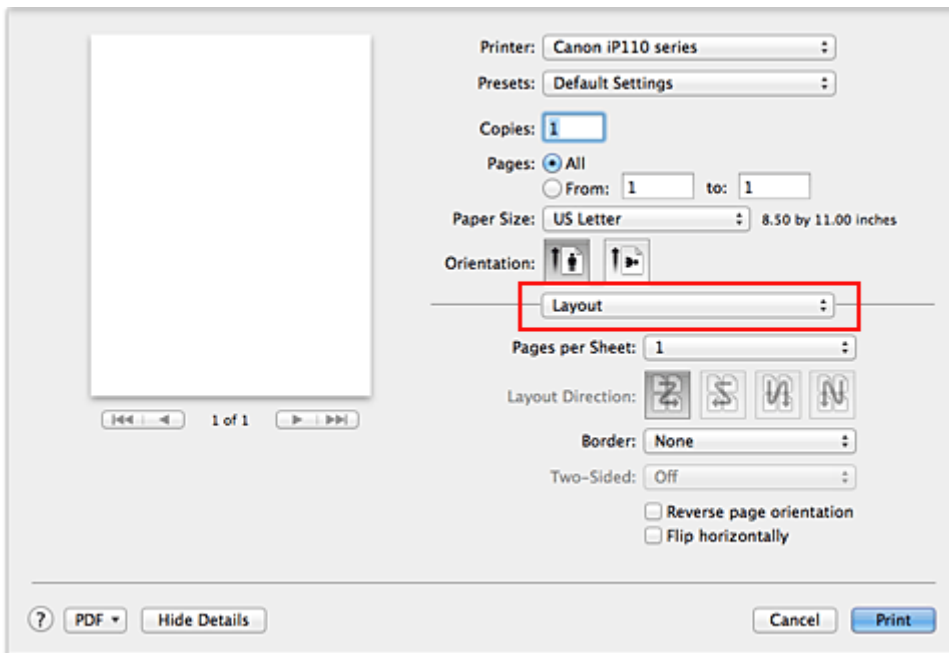 Printer: Canon iP110 series
Presets: Default Settings
Copies: 1
Pages: All
From: 1 to: 1
Paper Size: US Letter 8.50 by 11.00 inches
Orientation:
Layout
Pages per Sheet: 1
Layout Direction:
1 of 1
Border: None
Two-Sided: Off
Reverse page orientation
Flip horizontally
? PDF Hide Details Cancel Print